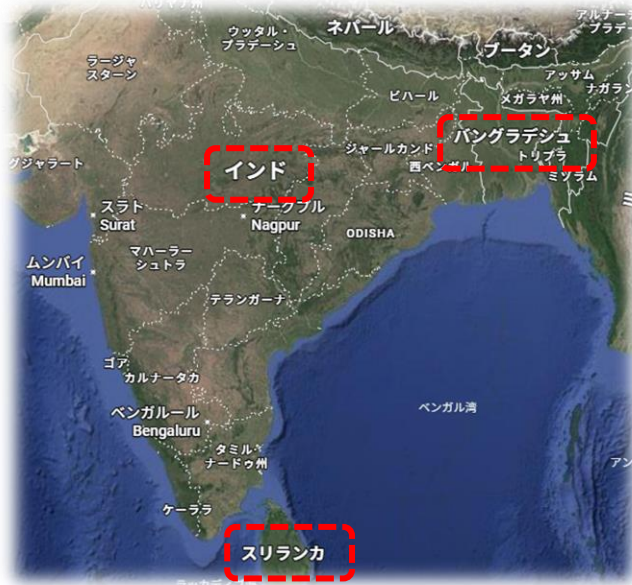 ウッタル・
プラデーシュ
ネパール
ブータン
ラージャ
スターン
アッサム
ナガラン
ビハール
メガラヤ州
バングラデシュ
トリプラ
ジャールカンド
西ベンガル
ミゾラム
グジャラート
インド
スラト
Surat
ナーグプル
Nagpur
ODISHA
ムンバイ
Mumbai
マハーラー
シュトラ
テランガーナ
ゴア
カルナータカ
ベンガル湾
ベンガルール
Bengaluru
タミル
ナードゥ州
アン
ケーララ
スリランカ